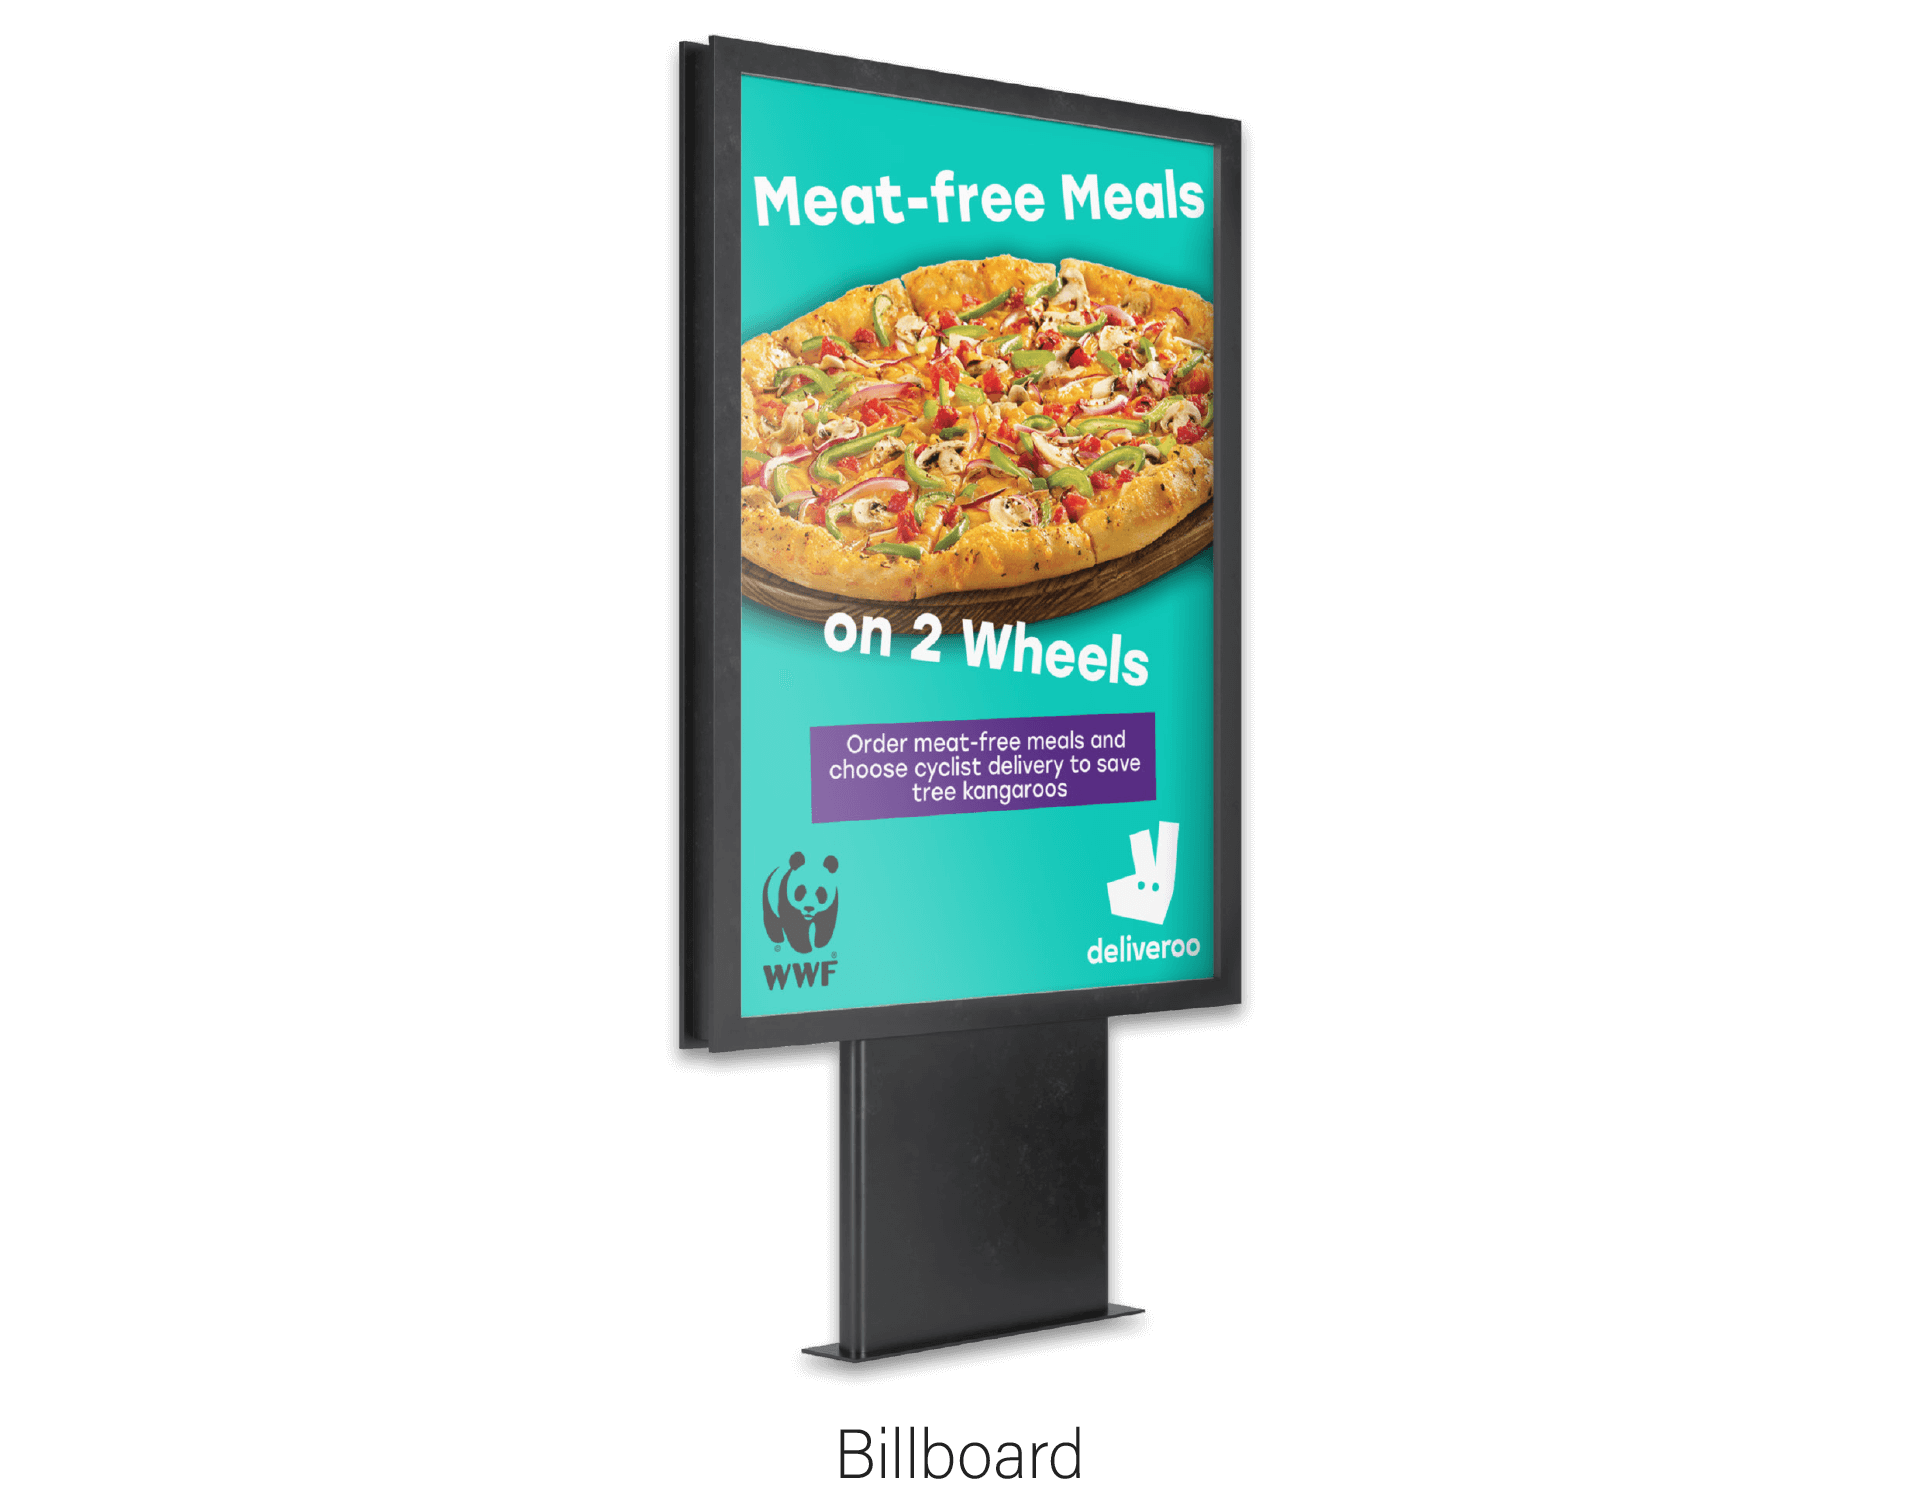 Meat-free Meals
on 2 Wheels
Order meat-free meals and
choose cyclist delivery to save
tree kangaroos
©
®
WWF
deliveroo
Billboard